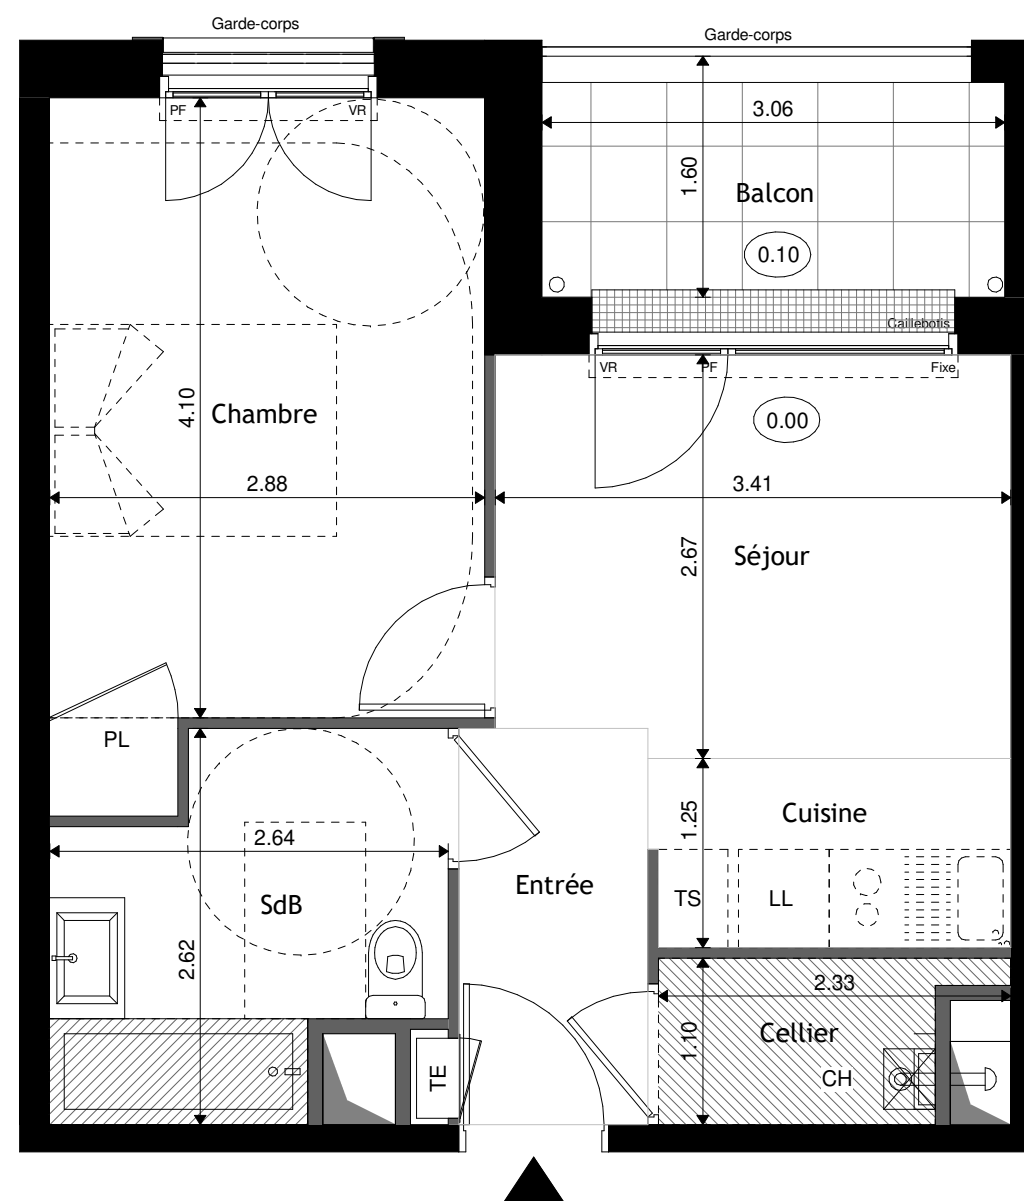 Garde-corps
Garde-corps
PF
VR
3.06
1.60
Balcon
0.10
Caillebotis
VR
PF
Fixe
4.10
Chambre
0.00
2.88
3.41
2.67
Séjour
PL
1.25
Cuisine
2.64
Entrée
TS
LL
SdB
2.62
2.33
1.10
Cellier
TE
CH